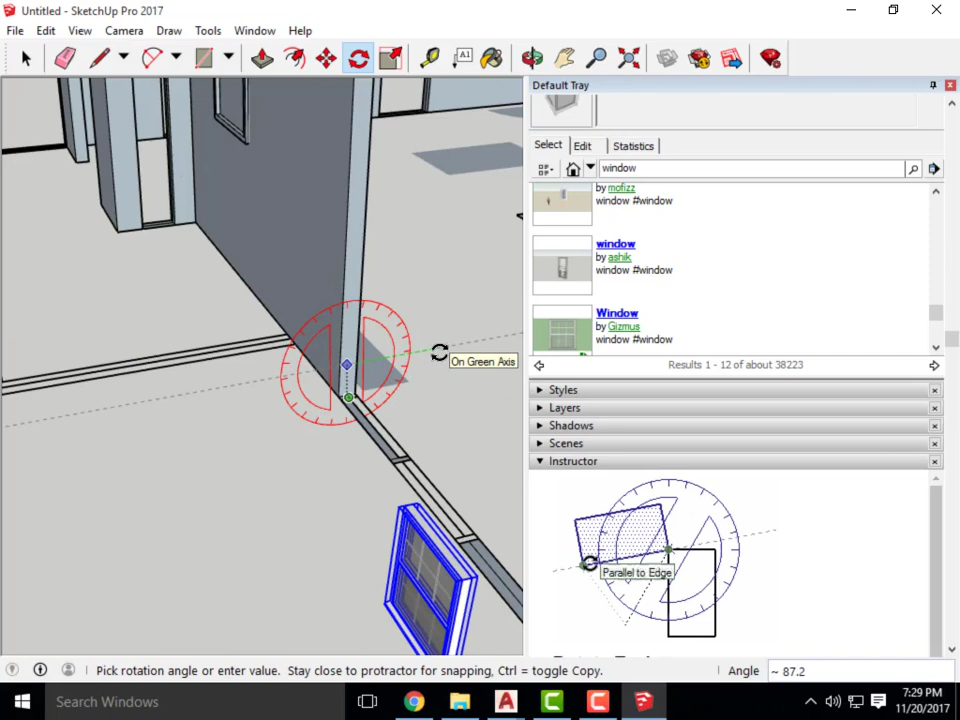 Untitled - SketchUp Pro 2017
File Edit View Camera Draw Tools Window Help
A1
Default Tray
Select Edit Statistics
window
by mofizz
window #window
window
by ashik
window #window
Window
by Gizmus
window #window
Results 1 - 12 of about 38223
Styles
Layers
Shadows
Scenes
Instructor
On Green Axis
Parallel to Edge
Pick rotation angle or enter value. Stay close to protractor for snapping, Ctrl = toggle Copy.
Angle ~ 87.2
Search Windows
7:29 PM
11/20/2017